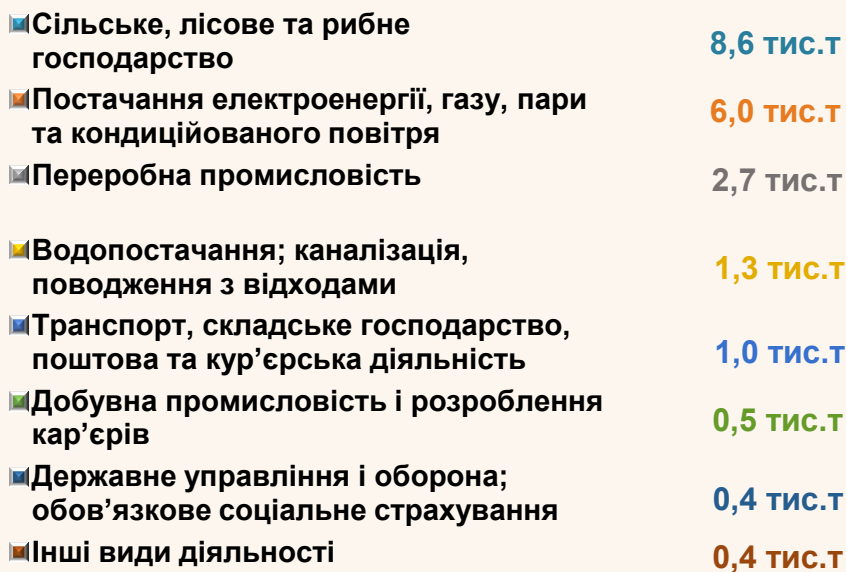 Сільське, лісове та рибне
господарство
8,6 тис.т
Постачання електроенергії, газу, пари
та кондиційованого повітря
6,0 тис.т
Переробна промисловість
2,7 тис.т
Водопостачання; каналізація,
поводження з відходами
1,3 тис.т
Транспорт, складське господарство,
поштова та кур’єрська діяльність
1,0 тис.т
Добувна промисловість і розроблення
кар’єрів
0,5 тис.т
Державне управління і оборона;
обов’язкове соціальне страхування
0,4 тис.т
Інші види діяльності
0,4 тис.т